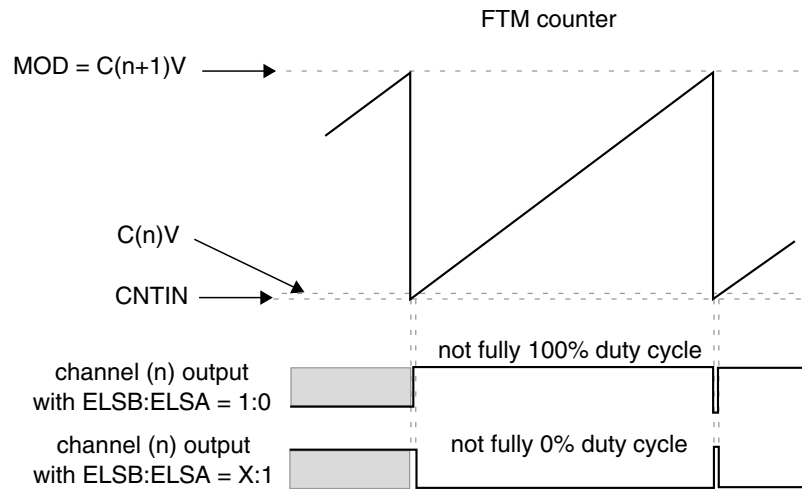 FTM counter
MOD = C(n+1)V
C(n)V
CNTIN
not fully 100% duty cycle
channel (n) output
with ELSB:ELSA = 1:0
not fully 0% duty cycle
channel (n) output
with ELSB:ELSA = X:1